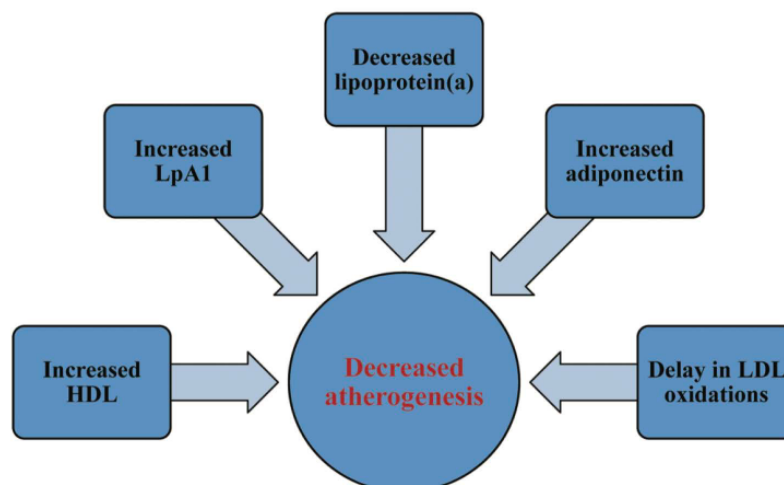 Decreased
lipoprotein(a)
Increased
LpA1
Increased
adiponectin
Increased
HDL
Decreased
atherogenesis
Delay in LDL
oxidations